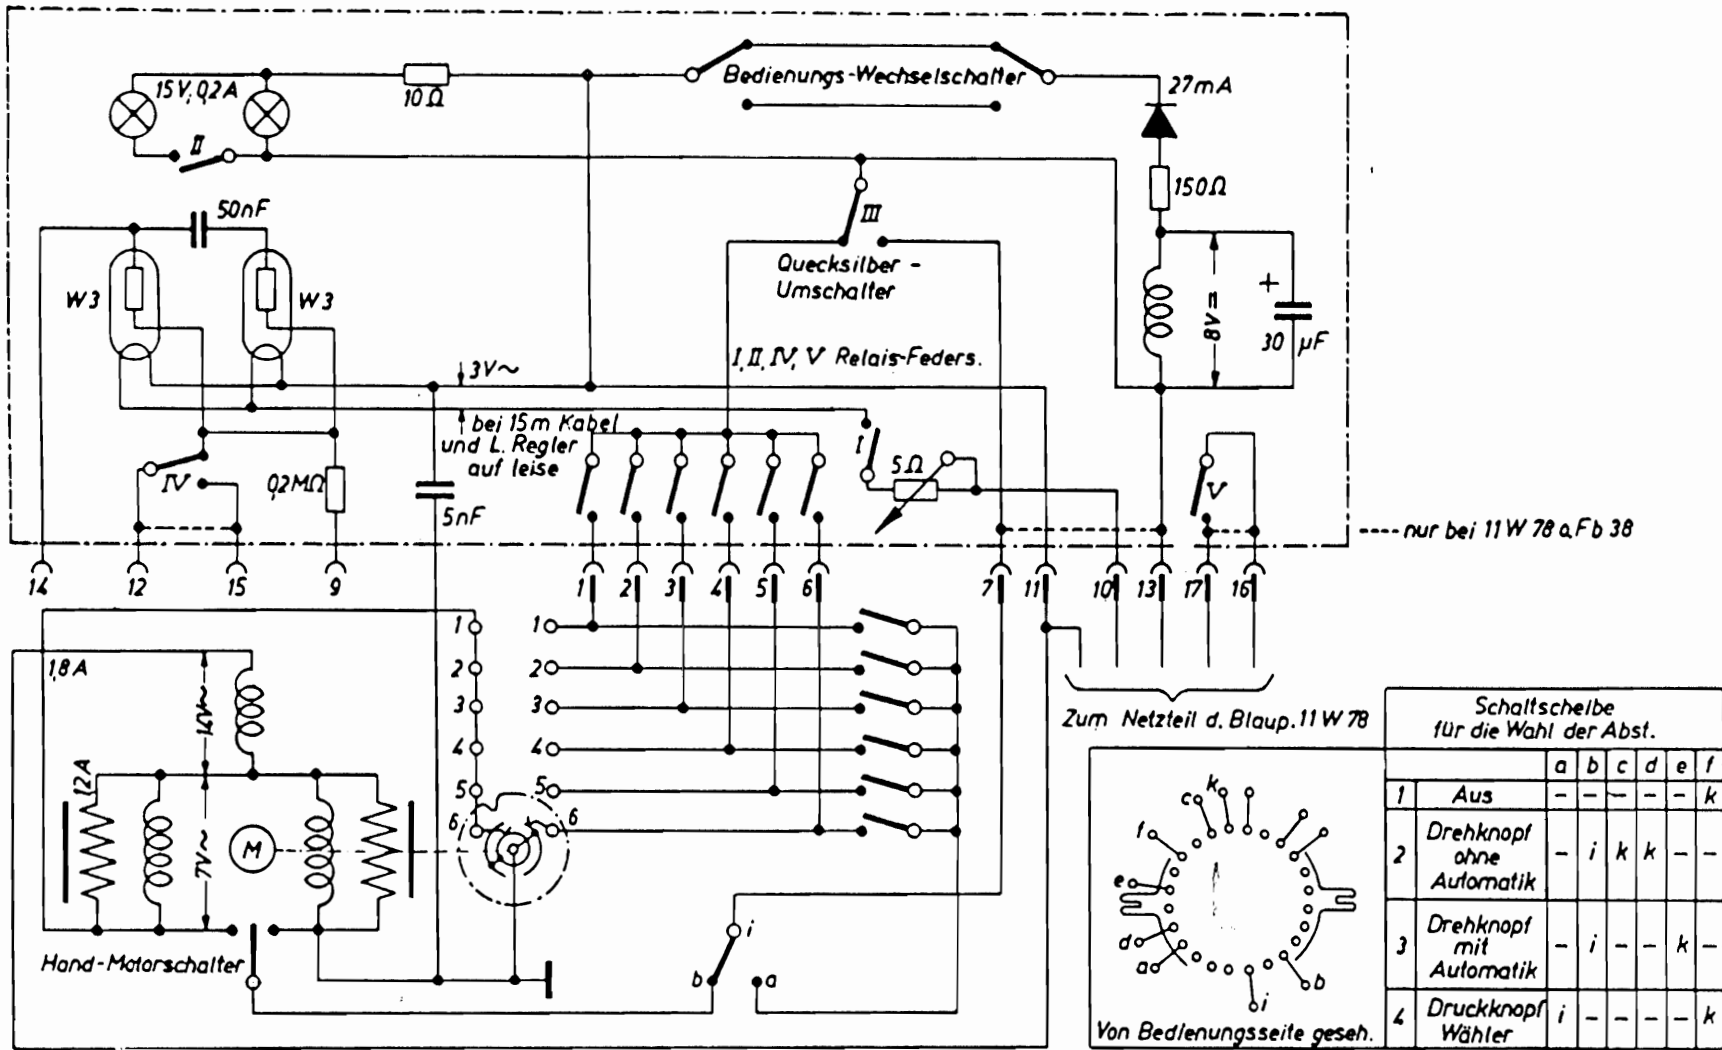 15V, 0,2A
10Ω
Bedienungs-Wechselschalter
27mA
II
150Ω
50nF
III
Quecksilber-
Umschalter
W3
W3
8V=
+
30 µF
I, II, IV, V Relais-Feders.
3V~
bei 15m Kabel
und L. Regler
auf leise
I
5Ω
IV
0,2MΩ
5nF
V
---- nur bei 11 W 78 a, Fb 38
14
12
15
9
1
2
3
4
5
6
7
11
10
13
17
16
1,8A
14V~
1,2A
7V~
M
Hand-Motorschalter
1
2
3
4
5
6
1
2
3
4
5
6
i
b
a
Zum Netzteil d. Blaup. 11 W 78
k
c
f
e
d
a
b
i
Von Bedienungsseite geseh.
Schaltscheibe
für die Wahl der Abst.
a b c d e f
1 Aus - - - - - k
2 Drehknopf ohne Automatik - i k k - -
3 Drehknopf mit Automatik - i - - k -
4 Druckknopf Wähler i - - - - k